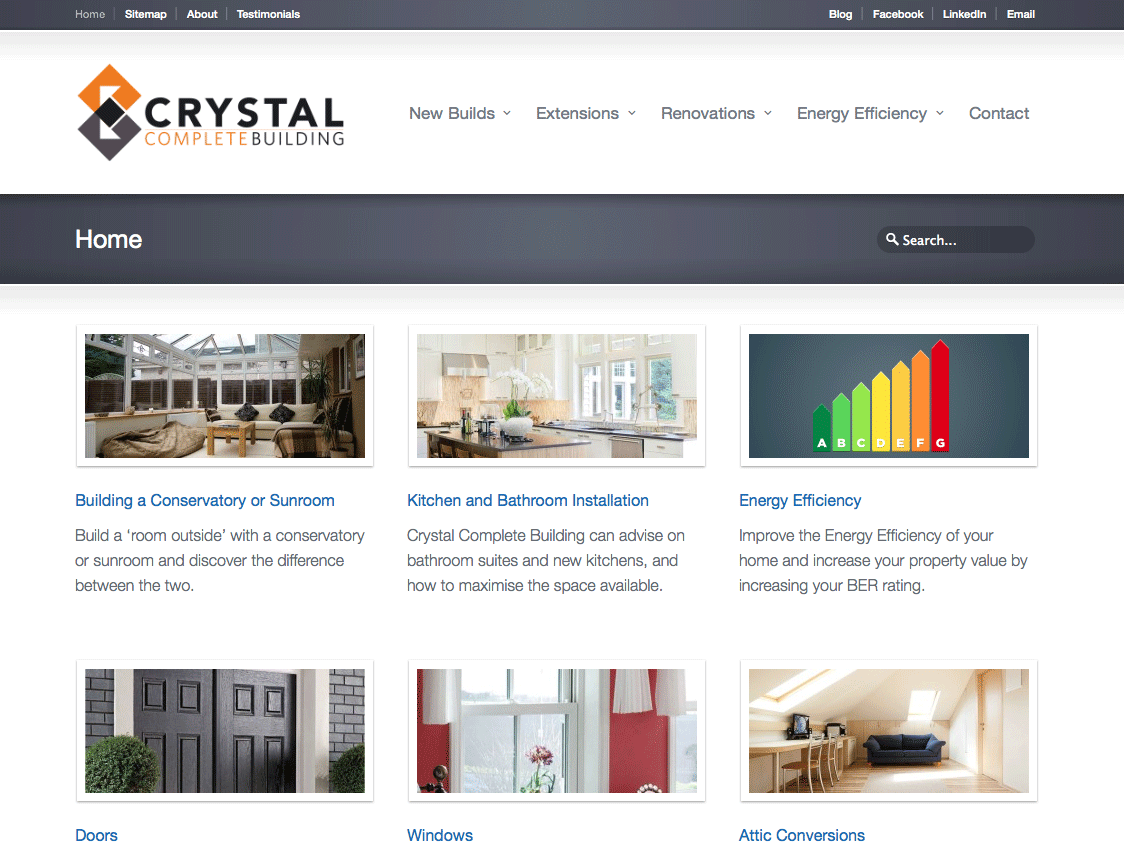 Home Sitemap About Testimonials Blog Facebook LinkedIn Email
CRYSTAL
COMPLETEBUILDING
New Builds Extensions Renovations Energy Efficiency Contact
Home Search...
A B C D E F G
Building a Conservatory or Sunroom
Build a ‘room outside’ with a conservatory
or sunroom and discover the difference
between the two.
Kitchen and Bathroom Installation
Crystal Complete Building can advise on
bathroom suites and new kitchens, and
how to maximise the space available.
Energy Efficiency
Improve the Energy Efficiency of your
home and increase your property value by
increasing your BER rating.
Doors
Windows
Attic Conversions